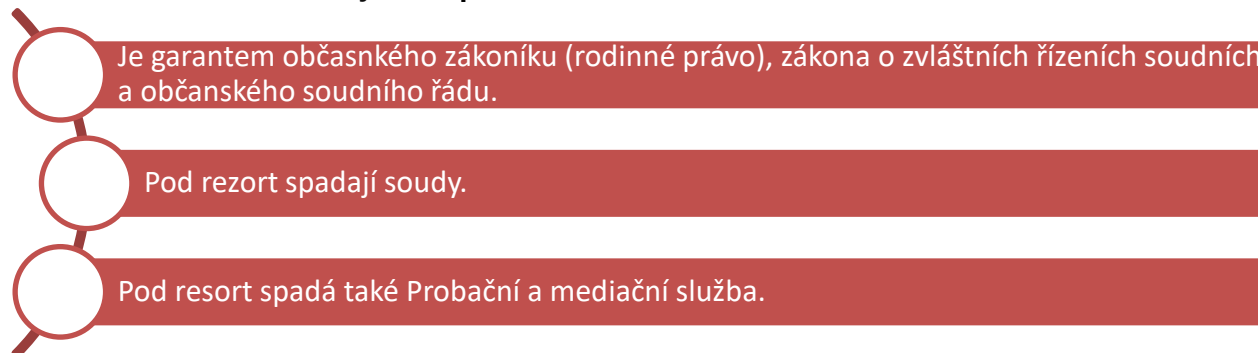 Je garantem občasnkého zákoníku (rodinné právo), zákona o zvláštních řízeních soudních
a občanského soudního řádu.
Pod rezort spadají soudy.
Pod resort spadá také Probační a mediační služba.